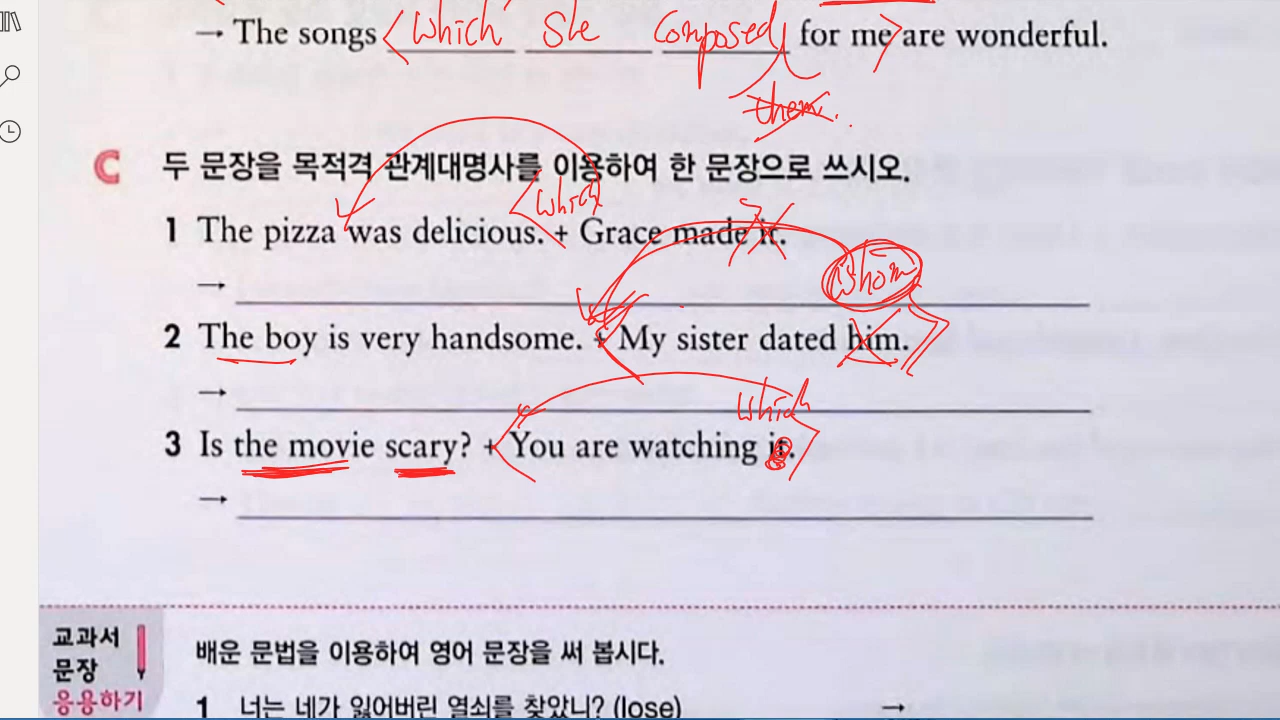 → The songs <which she composed for me> are wonderful.
them.
C 두 문장을 목적격 관계대명사를 이용하여 한 문장으로 쓰시오.
which
1 The pizza was delicious. + Grace made it.
→
whom
2 The boy is very handsome. + My sister dated him.
→
which
3 Is the movie scary? + You are watching it.
→
교과서
문장
응용하기
배운 문법을 이용하여 영어 문장을 써 봅시다.
1 너는 네가 잃어버린 열쇠를 찾았니? (lose) →